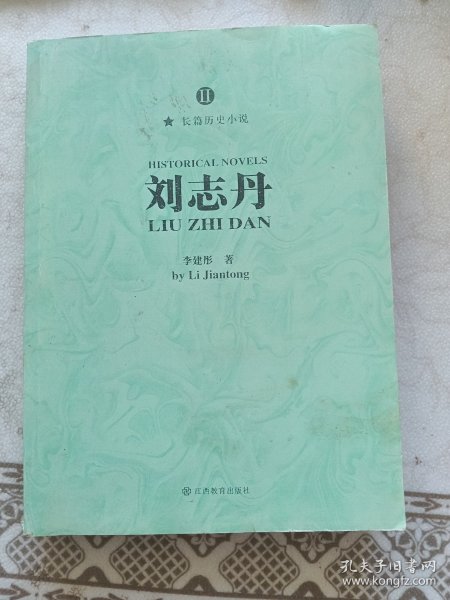 II
★ 长篇历史小说
HISTORICAL NOVELS
刘志丹
LIU ZHI DAN
李建彤 著
by Li Jiantong
江西教育出版社
孔夫子旧书网
www.kongfz.com